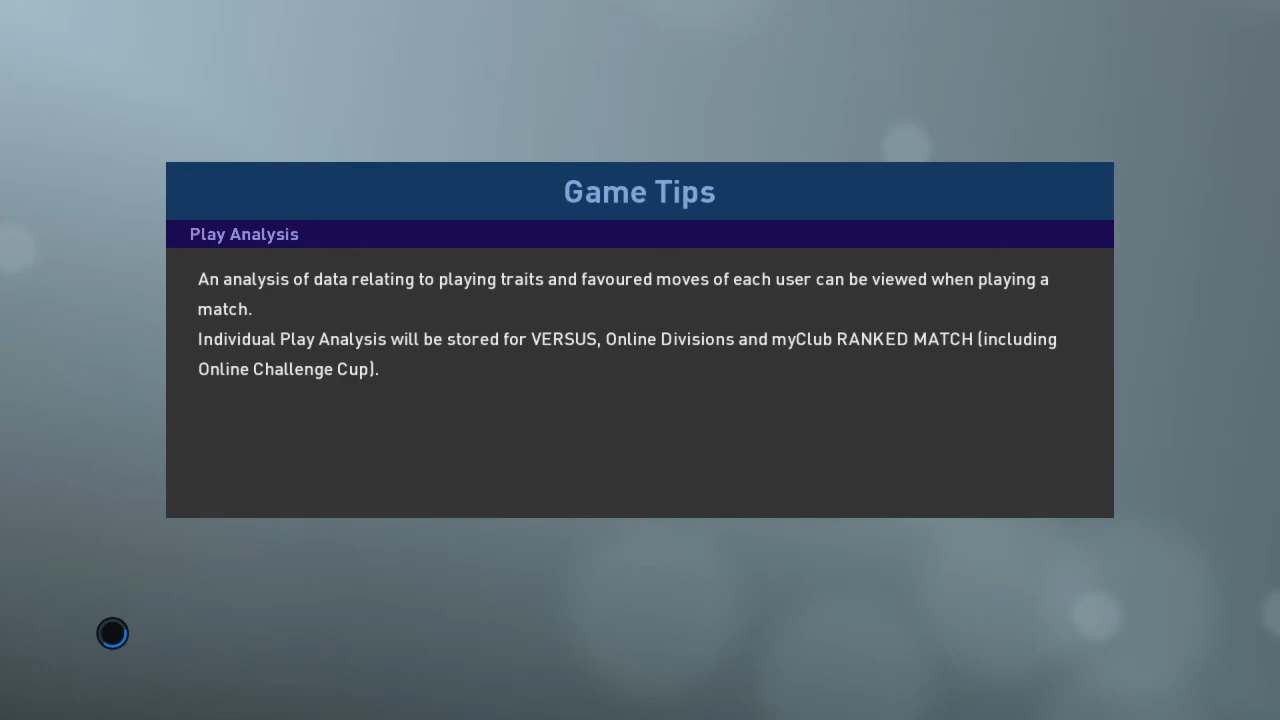 Game Tips
Play Analysis
An analysis of data relating to playing traits and favoured moves of each user can be viewed when playing a
match.
Individual Play Analysis will be stored for VERSUS, Online Divisions and myClub RANKED MATCH (including
Online Challenge Cup).